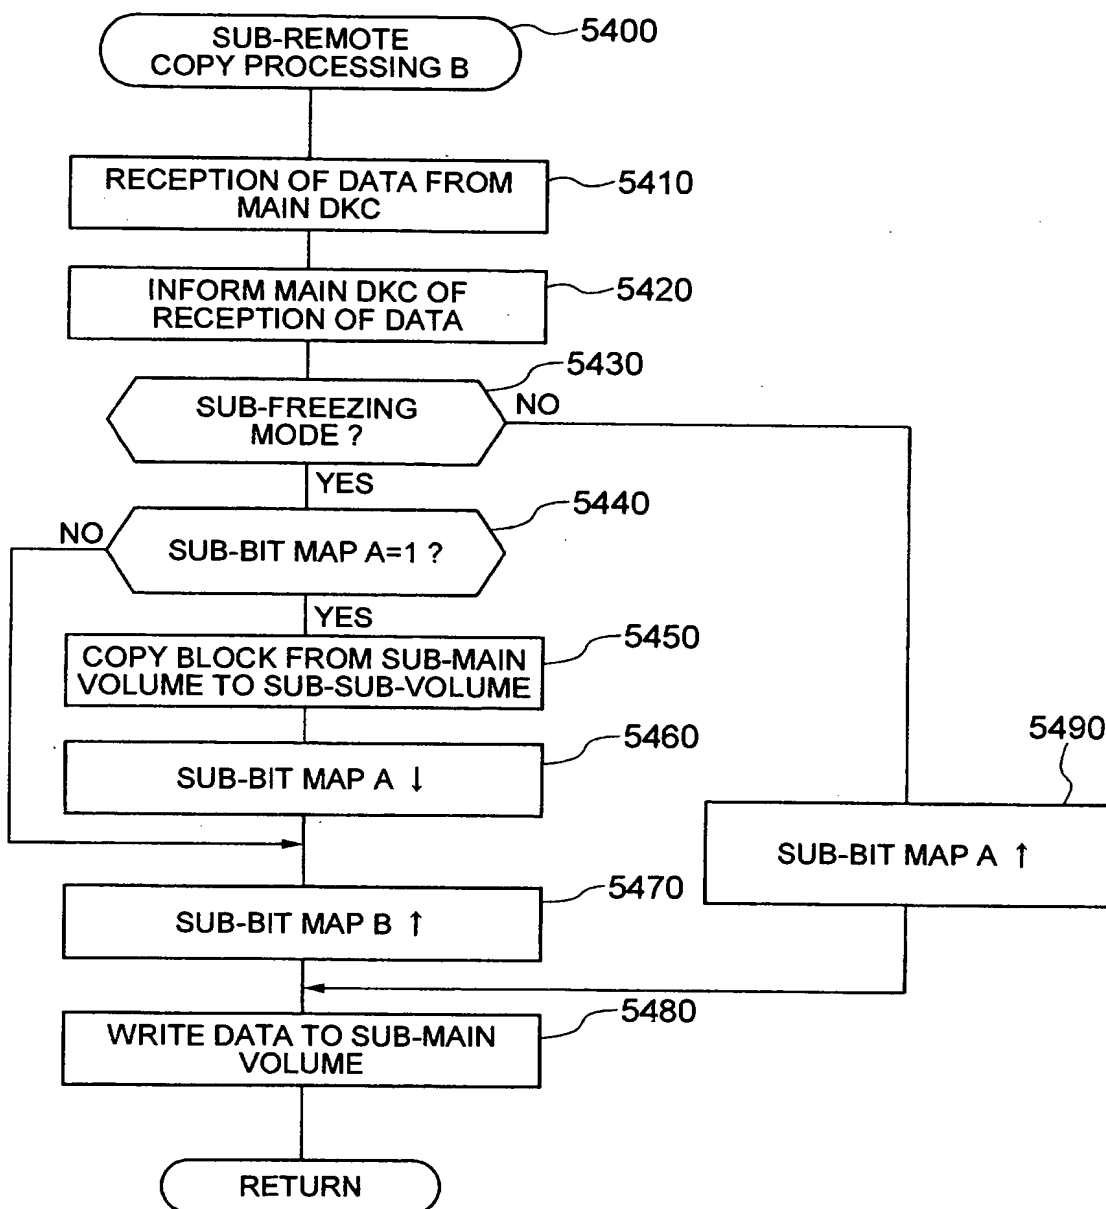 SUB-REMOTE
COPY PROCESSING B
5400
RECEPTION OF DATA FROM
MAIN DKC
5410
INFORM MAIN DKC OF
RECEPTION OF DATA
5420
5430
SUB-FREEZING
MODE ?
NO
YES
5440
NO
SUB-BIT MAP A=1 ?
YES
5450
COPY BLOCK FROM SUB-MAIN
VOLUME TO SUB-SUB-VOLUME
5460
SUB-BIT MAP A ↓
5490
SUB-BIT MAP A ↑
5470
SUB-BIT MAP B ↑
5480
WRITE DATA TO SUB-MAIN
VOLUME
RETURN